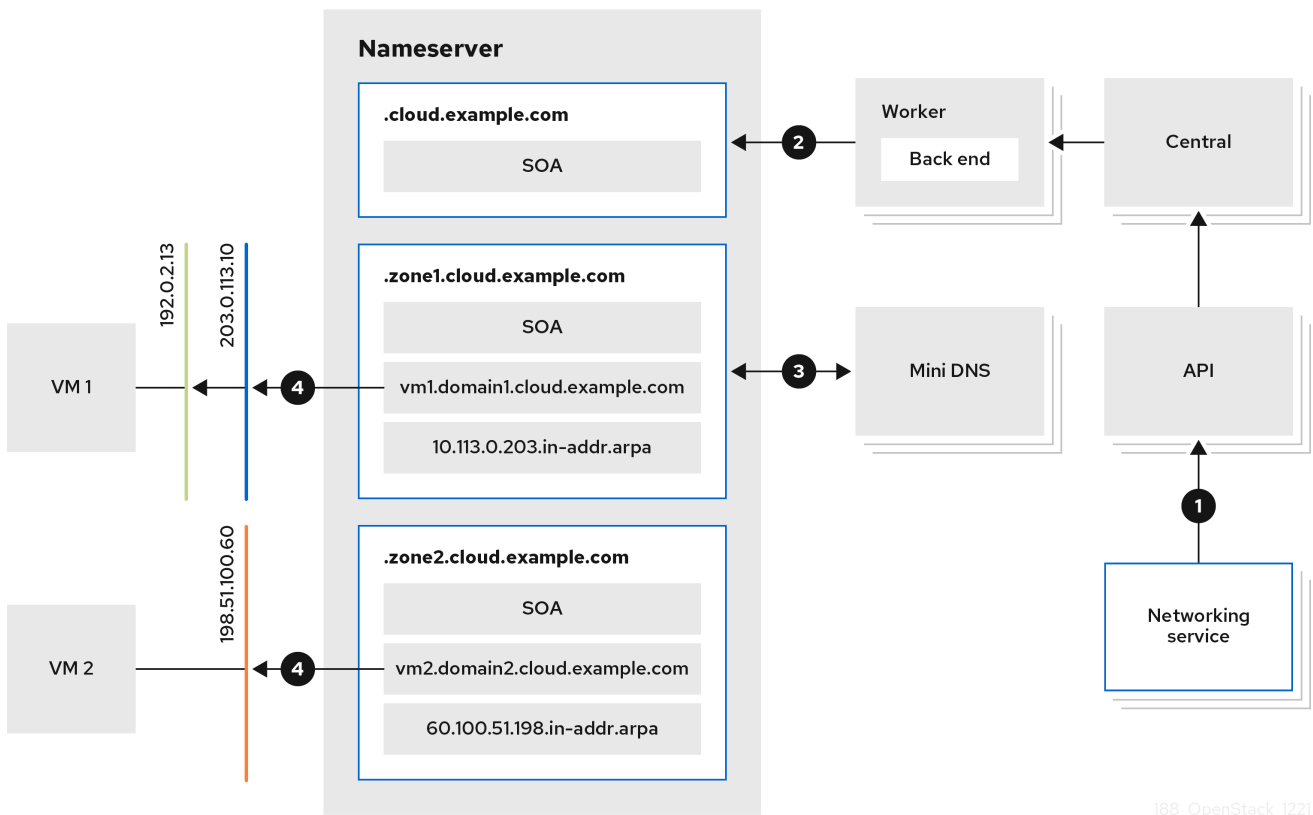 Nameserver
.cloud.example.com
SOA
2
Worker
Back end
Central
192.0.2.13
203.0.113.10
.zone1.cloud.example.com
SOA
VM 1
4
vm1.domain1.cloud.example.com
10.113.0.203.in-addr.arpa
3
Mini DNS
API
1
198.51.100.60
.zone2.cloud.example.com
SOA
VM 2
4
vm2.domain2.cloud.example.com
60.100.51.198.in-addr.arpa
Networking
service
188_OpenStack_1221